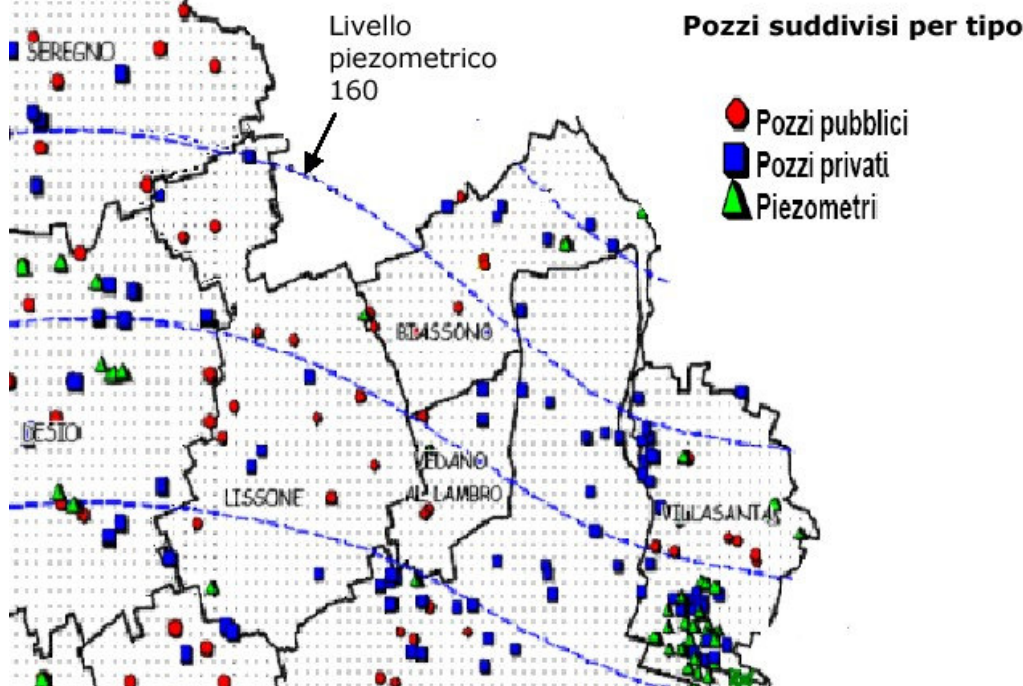 Livello
piezometrico
160
Pozzi suddivisi per tipo
Pozzi pubblici
Pozzi privati
Piezometri
SEREGNO
BIASSONO
DESIO
LISSONE
VEDANO
AL LAMBRO
VILLASANTA